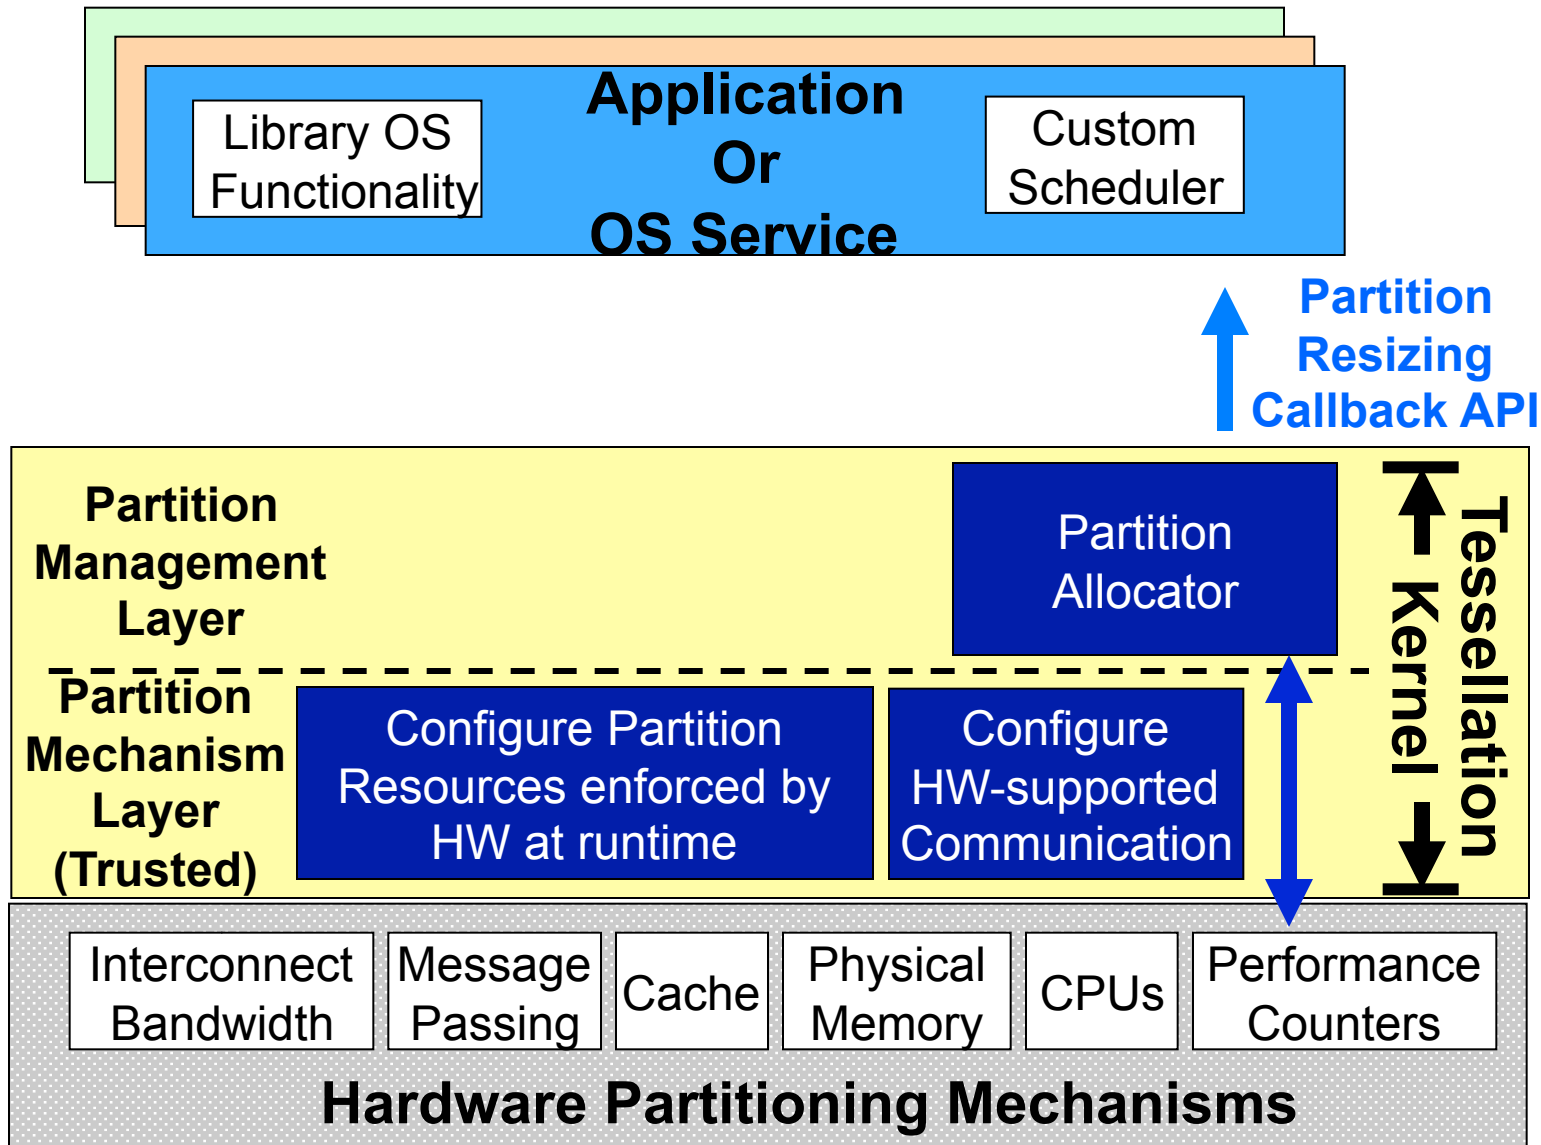 Application
Or
OS Service
Library OS
Functionality
Custom
Scheduler
Partition
Resizing
Callback API
Partition
Management
Layer
Partition
Allocator
Tessellation
Kernel
Partition
Mechanism
Layer
(Trusted)
Configure Partition
Resources enforced by
HW at runtime
Configure
HW-supported
Communication
Interconnect
Bandwidth
Message
Passing
Cache
Physical
Memory
CPUs
Performance
Counters
Hardware Partitioning Mechanisms